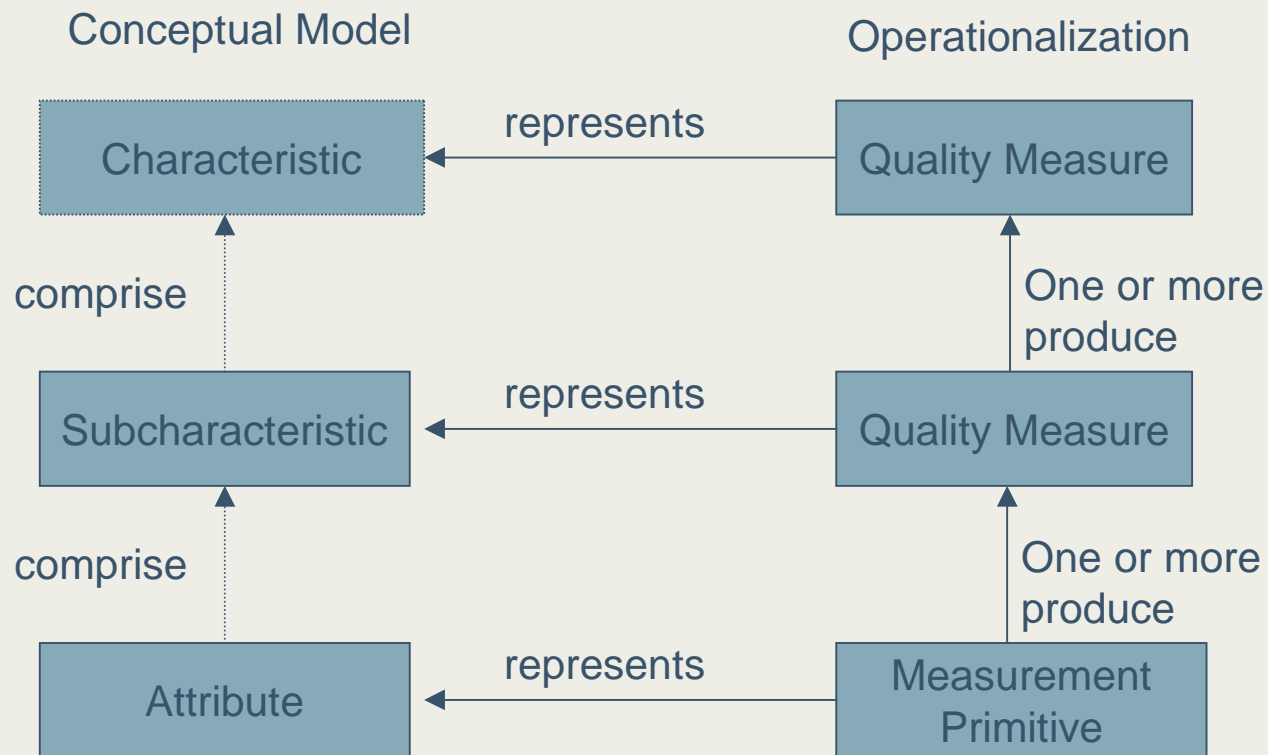 Conceptual Model
Operationalization
represents
Characteristic
Quality Measure
comprise
One or more
produce
represents
Subcharacteristic
Quality Measure
comprise
One or more
produce
represents
Attribute
Measurement
Primitive